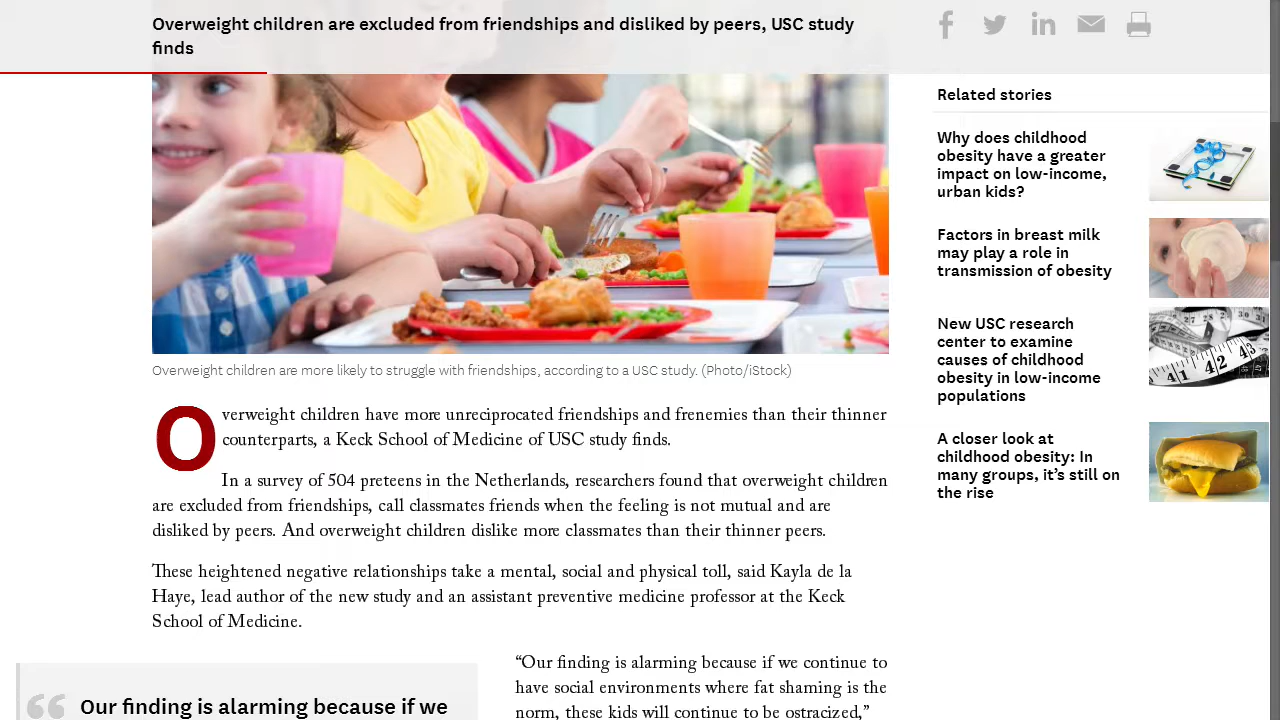 Overweight children are excluded from friendships and disliked by peers, USC study
finds
Related stories
Why does childhood
obesity have a greater
impact on low-income,
urban kids?
Factors in breast milk
may play a role in
transmission of obesity
New USC research
center to examine
causes of childhood
obesity in low-income
populations
A closer look at
childhood obesity: In
many groups, it’s still on
the rise
Overweight children are more likely to struggle with friendships, according to a USC study. (Photo/iStock)
Overweight children have more unreciprocated friendships and frenemies than their thinner
counterparts, a Keck School of Medicine of USC study finds.
In a survey of 504 preteens in the Netherlands, researchers found that overweight children
are excluded from friendships, call classmates friends when the feeling is not mutual and are
disliked by peers. And overweight children dislike more classmates than their thinner peers.
These heightened negative relationships take a mental, social and physical toll, said Kayla de la
Haye, lead author of the new study and an assistant preventive medicine professor at the Keck
School of Medicine.
“Our finding is alarming because if we
“Our finding is alarming because if we continue to
have social environments where fat shaming is the
norm, these kids will continue to be ostracized,”